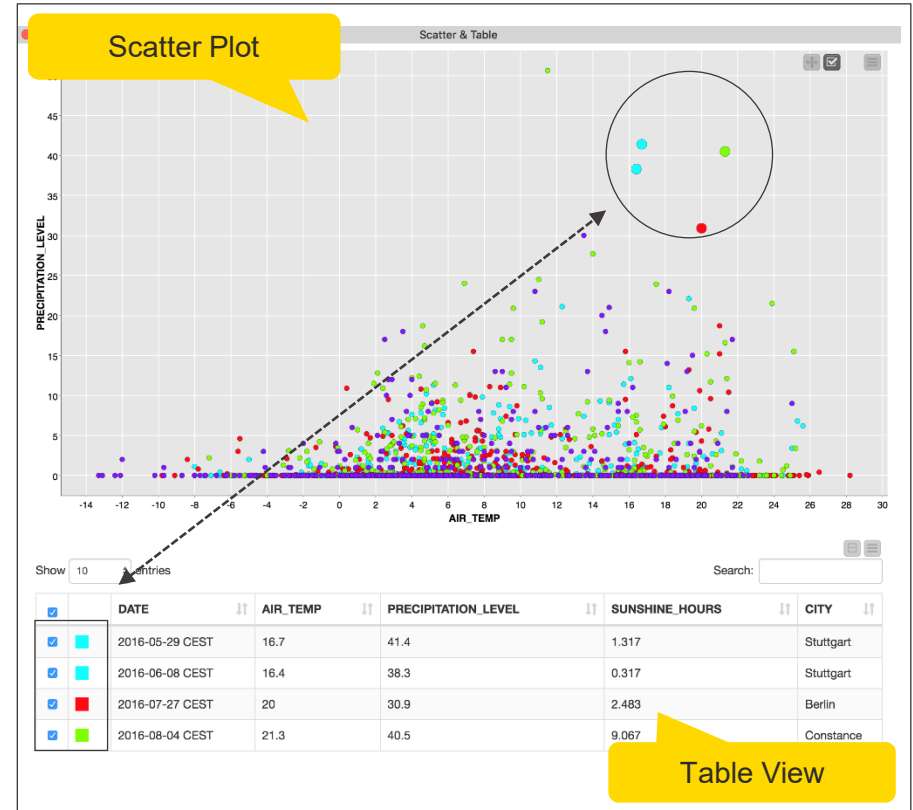 Scatter & Table
Scatter Plot
45
40
35
30
25
20
15
10
5
0
PRECIPITATION_LEVEL
-14 -12 -10 -8 -6 -4 -2 0 2 4 6 8 10 12 14 16 18 20 22 24 26 28 30
AIR_TEMP
Show 10 entries Search:
DATE AIR_TEMP PRECIPITATION_LEVEL SUNSHINE_HOURS CITY
2016-05-29 CEST 16.7 41.4 1.317 Stuttgart
2016-06-08 CEST 16.4 38.3 0.317 Stuttgart
2016-07-27 CEST 20 30.9 2.483 Berlin
2016-08-04 CEST 21.3 40.5 9.067 Constance
Table View